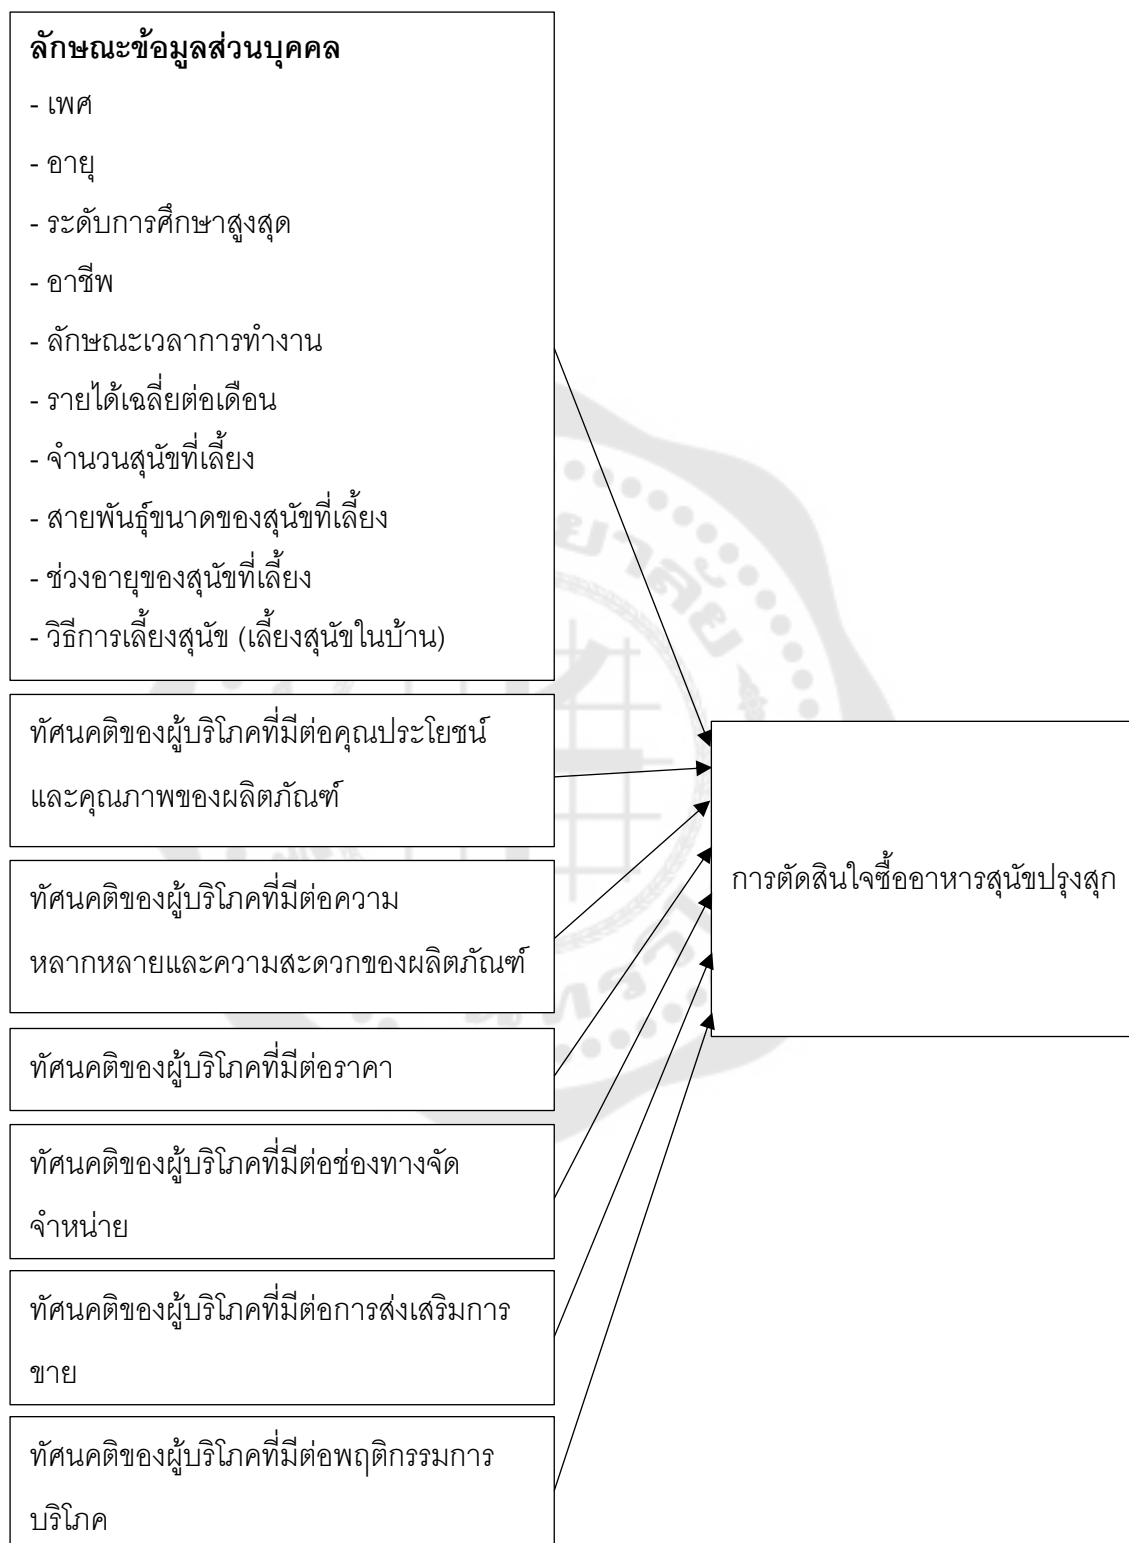 ลักษณะข้อมูลส่วนบุคคล
- เพศ
- อายุ
- ระดับการศึกษาสูงสุด
- อาชีพ
- ลักษณะเวลาการทำงาน
- รายได้เฉลี่ยต่อเดือน
- จำนวนสุนัขที่เลี้ยง
- สายพันธุ์ขนาดของสุนัขที่เลี้ยง
- ช่วงอายุของสุนัขที่เลี้ยง
- วิธีการเลี้ยงสุนัข (เลี้ยงสุนัขในบ้าน)
ทัศนคติของผู้บริโภคที่มีต่อคุณประโยชน์
และคุณภาพของผลิตภัณฑ์
ทัศนคติของผู้บริโภคที่มีต่อความ
หลากหลายและความสะดวกของผลิตภัณฑ์
ทัศนคติของผู้บริโภคที่มีต่อราคา
ทัศนคติของผู้บริโภคที่มีต่อช่องทางจัด
จำหน่าย
ทัศนคติของผู้บริโภคที่มีต่อการส่งเสริมการ
ขาย
ทัศนคติของผู้บริโภคที่มีต่อพฤติกรรมการ
บริโภค
การตัดสินใจซื้ออาหารสุนัขปรุงสุก